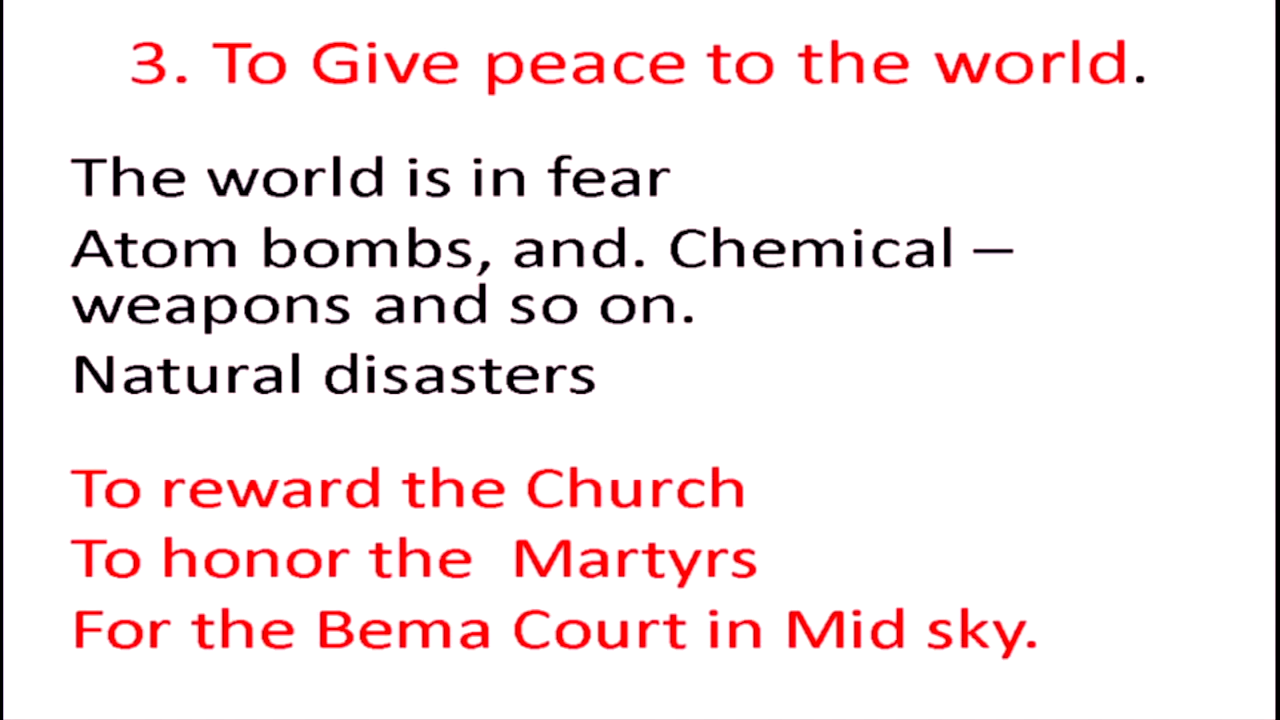 3. To Give peace to the world.
The world is in fear
Atom bombs, and. Chemical –
weapons and so on.
Natural disasters
To reward the Church
To honor the  Martyrs
For the Bema Court in Mid sky.